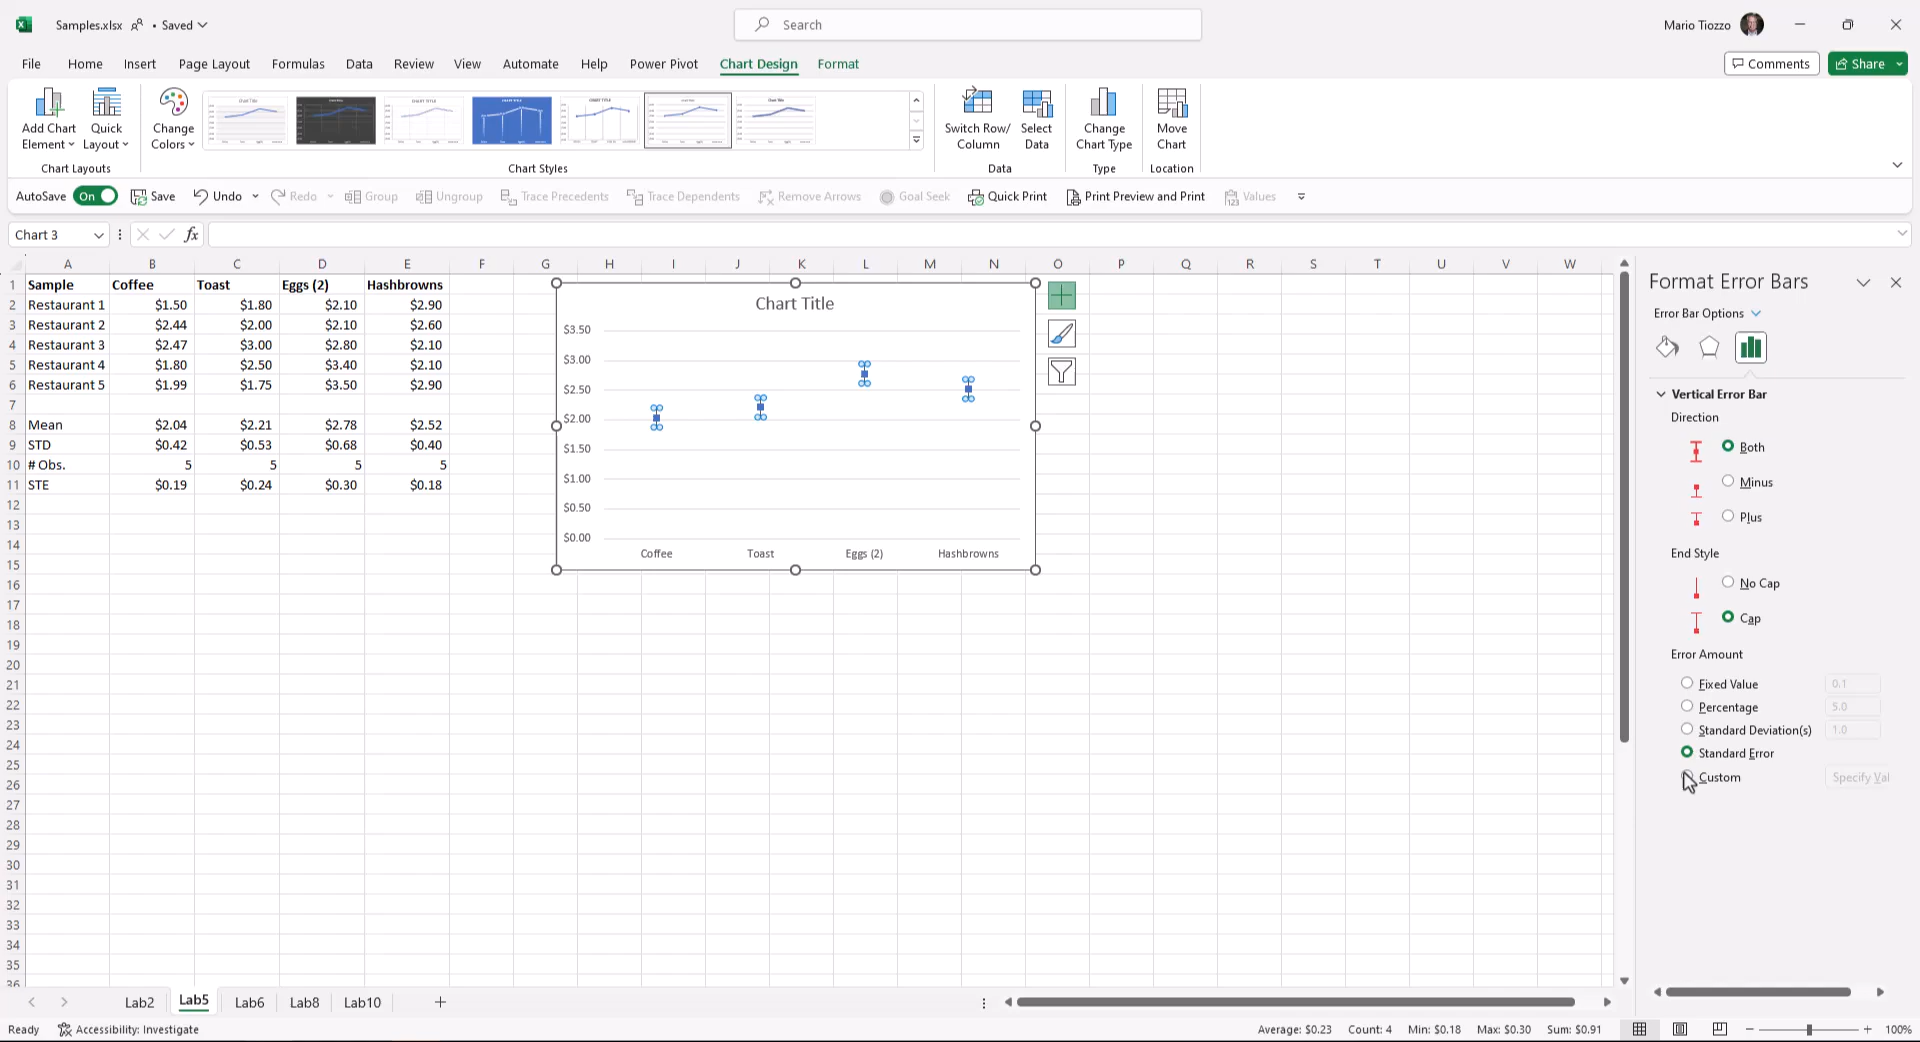 Samples.xlsx • Saved
Search
Mario Tiozzo
File Home Insert Page Layout Formulas Data Review View Automate Help Power Pivot Chart Design Format
Comments Share
Add Chart Element
Quick Layout
Change Colors
Switch Row/ Column
Select Data
Change Chart Type
Move Chart
Chart Layouts Chart Styles Data Type Location
AutoSave On Save Undo Redo Group Ungroup Trace Precedents Trace Dependents Remove Arrows Goal Seek Quick Print Print Preview and Print Values
Chart 3 fx
A B C D E F G H I J K L M N O P Q R S T U V W
1 Sample Coffee Toast Eggs (2) Hashbrowns
2 Restaurant 1 $1.50 $1.80 $2.10 $2.90
3 Restaurant 2 $2.44 $2.00 $2.10 $2.60
4 Restaurant 3 $2.47 $3.00 $2.80 $2.10
5 Restaurant 4 $1.80 $2.50 $3.40 $2.10
6 Restaurant 5 $1.99 $1.75 $3.50 $2.90
7
8 Mean $2.04 $2.21 $2.78 $2.52
9 STD $0.42 $0.53 $0.68 $0.40
10 # Obs. 5 5 5 5
11 STE $0.19 $0.24 $0.30 $0.18
12
13
14
15
16
17
18
19
20
21
22
23
24
25
26
27
28
29
30
31
32
33
34
35
36
Chart Title
$3.50
$3.00
$2.50
$2.00
$1.50
$1.00
$0.50
$0.00
Coffee Toast Eggs (2) Hashbrowns
Format Error Bars
Error Bar Options
Vertical Error Bar
Direction
Both
Minus
Plus
End Style
No Cap
Cap
Error Amount
Fixed Value 0.1
Percentage 5.0
Standard Deviation(s) 1.0
Standard Error
Custom Specify Val
Lab2 Lab5 Lab6 Lab8 Lab10
Ready Accessibility: Investigate Average: $0.23 Count: 4 Min: $0.18 Max: $0.30 Sum: $0.91 100%